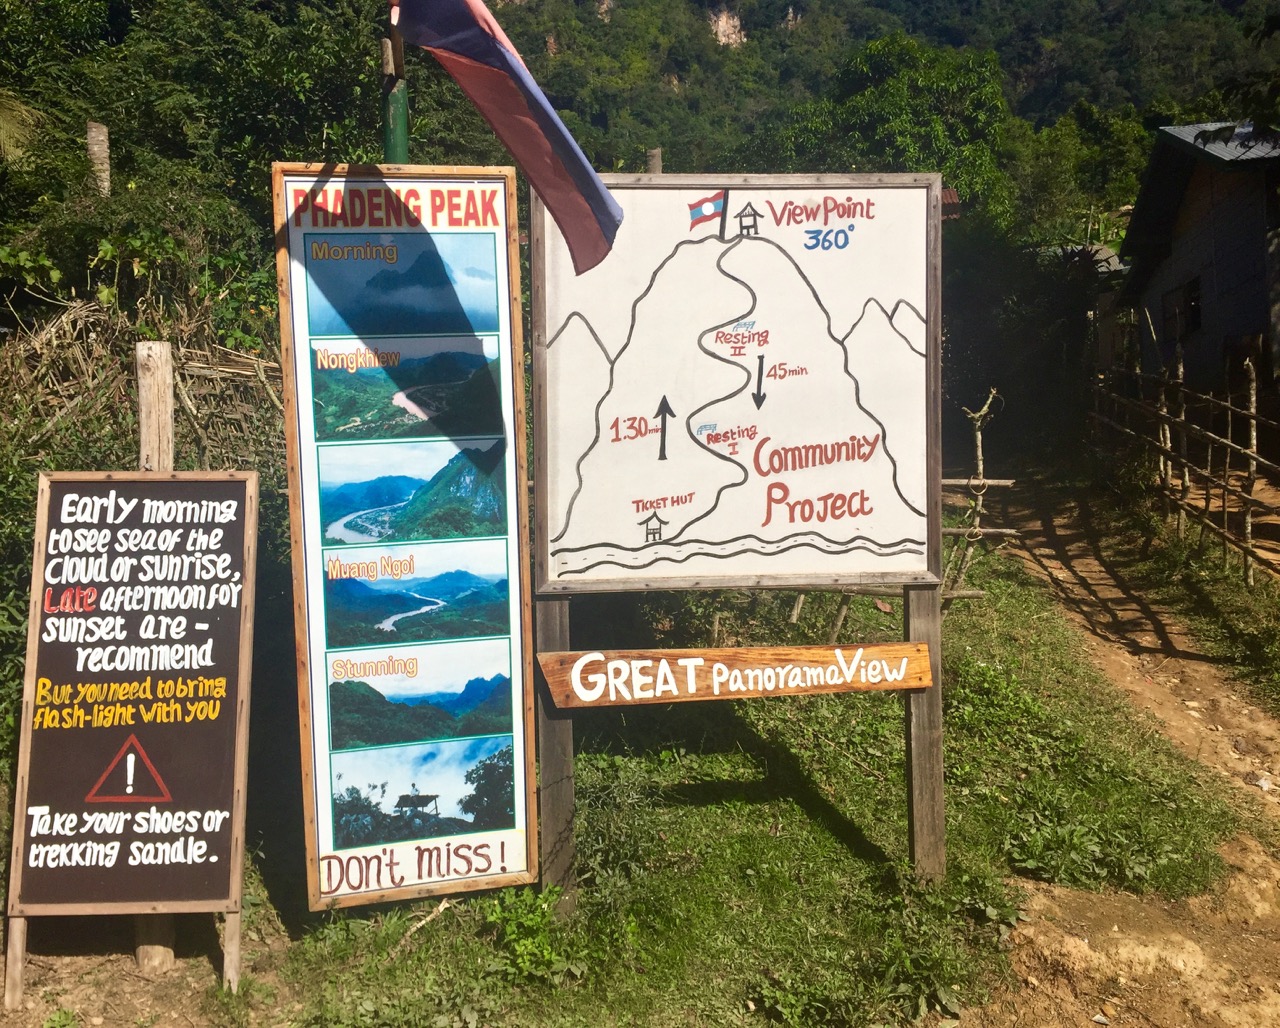 Early morning
to see sea of the
cloud or sunrise,
Late afternoon for
sunset are -
recommend
But you need to bring
flash-light with you
!
Take your shoes or
trekking sandle.
PHADENG PEAK
Morning
Nongkhiew
Muang Ngoi
Stunning
Don't miss!
View Point
360°
Resting
II
45min
1:30min
Resting
I
Community
Project
TICKET HUT
GREAT Panorama View